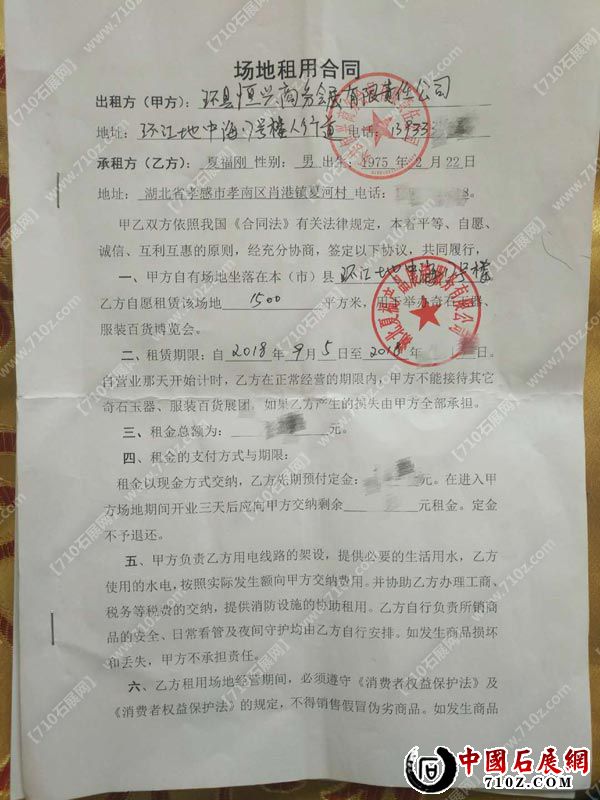 场地租用合同
出租方（甲方）：环县恒兴商务会展有限责任公司
地址：环江地中海17号楼人行道 电话：13933
承租方（乙方）：夏福刚 性别：男 出生：1975 年 2 月 22日
地址：湖北省孝感市孝南区肖港镇夏河村 电话：
甲乙双方依照我国《合同法》有关法律规定，本着平等、自愿、
诚信、互利互惠的原则，经充分协商，签定以下协议，共同履行，
一、甲方自有场地坐落在本（市）县 环江地中海17号楼
乙方自愿租赁该场地 1500 平方米，用于举办奇石玉器、
服装百货博览会。
二、租赁期限：自 2018 年 9 月 5 日至 2018 年 日。
自营业那天开始计时，乙方在正常经营的期限内，甲方不能接待其它
奇石玉器、服装百货展团。如果乙方产生的损失由甲方全部承担。
三、租金总额为： 元。
四、租金的支付方式与期限：
租金以现金方式交纳，乙方先期预付定金： 元。在进入甲
方场地期间开业三天后应向甲方交纳剩余 元租金。定金
不予退还。
五、甲方负责乙方用电线路的架设，提供必要的生活用水，乙方
使用的水电，按照实际发生额向甲方交纳费用。并协助乙方办理工商、
税务等税费的交纳，提供消防设施的协助租用。乙方自行负责所销商
品的安全、日常看管及夜间守护均由乙方自行安排。如发生商品损坏
和丢失，甲方不承担责任。
六、乙方租用场地经营期间，必须遵守《消费者权益保护法》及
《消费者权益保护法》的规定，不得销售假冒伪劣商品。如发生商品
中國石展網
710Z.COM